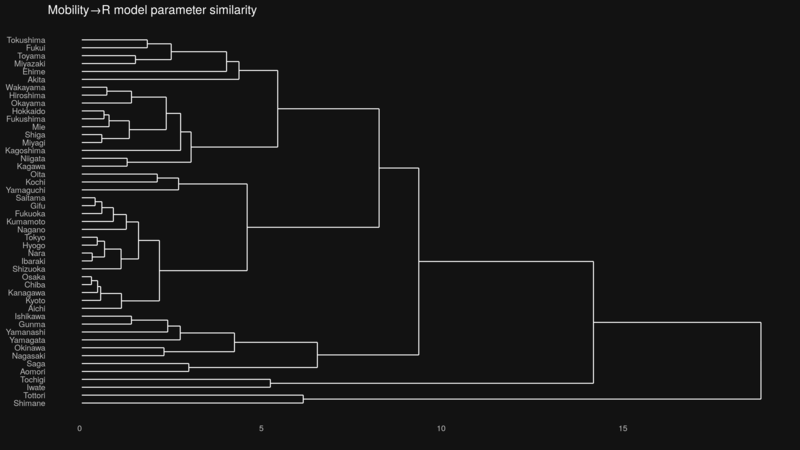 Mobility→R model parameter similarity
Tokushima
Fukui
Toyama
Miyazaki
Ehime
Akita
Wakayama
Hiroshima
Okayama
Hokkaido
Fukushima
Mie
Shiga
Miyagi
Kagoshima
Niigata
Kagawa
Oita
Kochi
Yamaguchi
Saitama
Gifu
Fukuoka
Kumamoto
Nagano
Tokyo
Hyogo
Nara
Ibaraki
Shizuoka
Osaka
Chiba
Kanagawa
Kyoto
Aichi
Ishikawa
Gunma
Yamanashi
Yamagata
Okinawa
Nagasaki
Saga
Aomori
Tochigi
Iwate
Tottori
Shimane
0 5 10 15